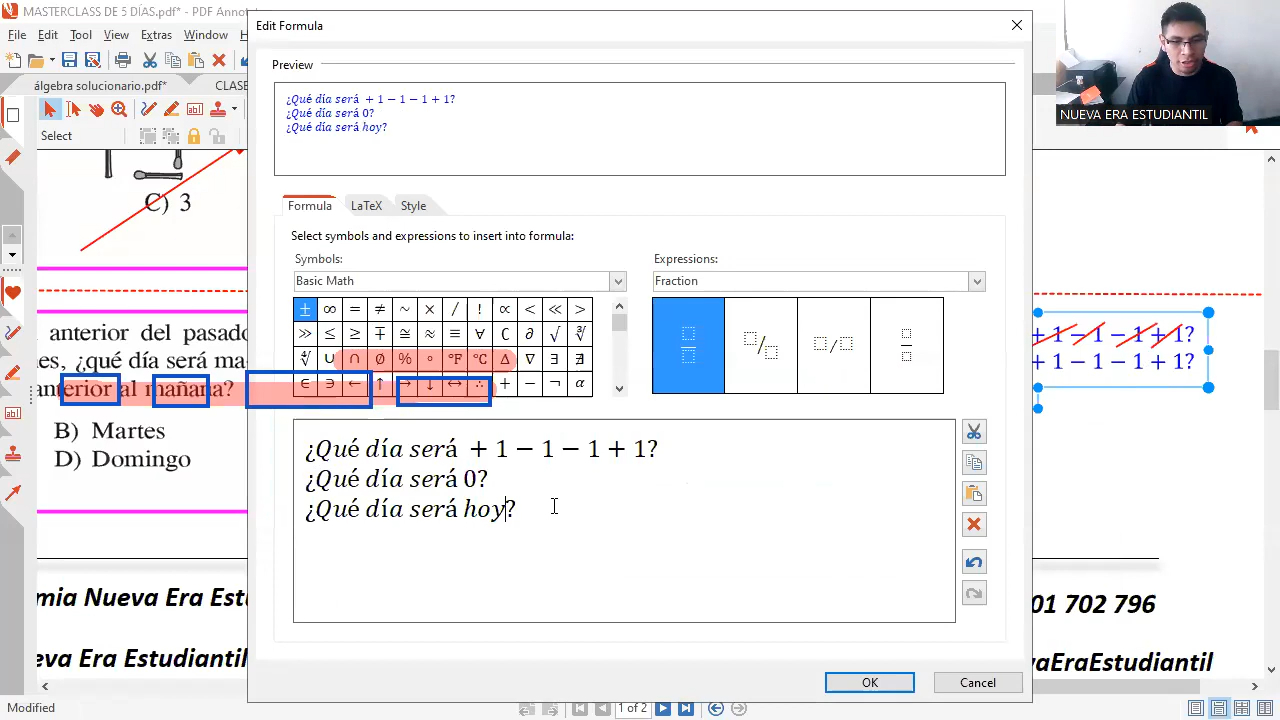 MASTERCLASS DE 5 DÍAS.pdf* - PDF Annot
Edit Formula
File Edit Tool View Extras Window
Preview
¿Qué día será + 1 − 1 − 1 + 1?
¿Qué día será 0?
¿Qué día será hoy?
NUEVA ERA ESTUDIANTIL
álgebra solucionario.pdf*
CLASE
Select
C) 3
Formula LaTeX Style
Select symbols and expressions to insert into formula:
Symbols:
Expressions:
Basic Math
Fraction
± ∞ = ≠ ~ × / ! ∝ < ≪ >
≫ ≤ ≥ ∓ ≅ ≈ ≡ ∀ ∁ ∂ √ ∛
∜ ∪ ∩ ∅ % ° °F °C ∆ ∇ ∃ ∄
∈ ∋ ← ↑ → ↓ ↔ ∴ + − ¬ α
anterior del pasado
es, ¿qué día será ma
anterior al mañana?
B) Martes
D) Domingo
+ 1 − 1 − 1 + 1?
+ 1 − 1 − 1 + 1?
¿Qué día será + 1 − 1 − 1 + 1?
¿Qué día será 0?
¿Qué día será hoy?
mia Nueva Era Est
01 702 796
eva Era Estudiantil
vaEraEstudiantil
OK Cancel
Modified
1 of 2